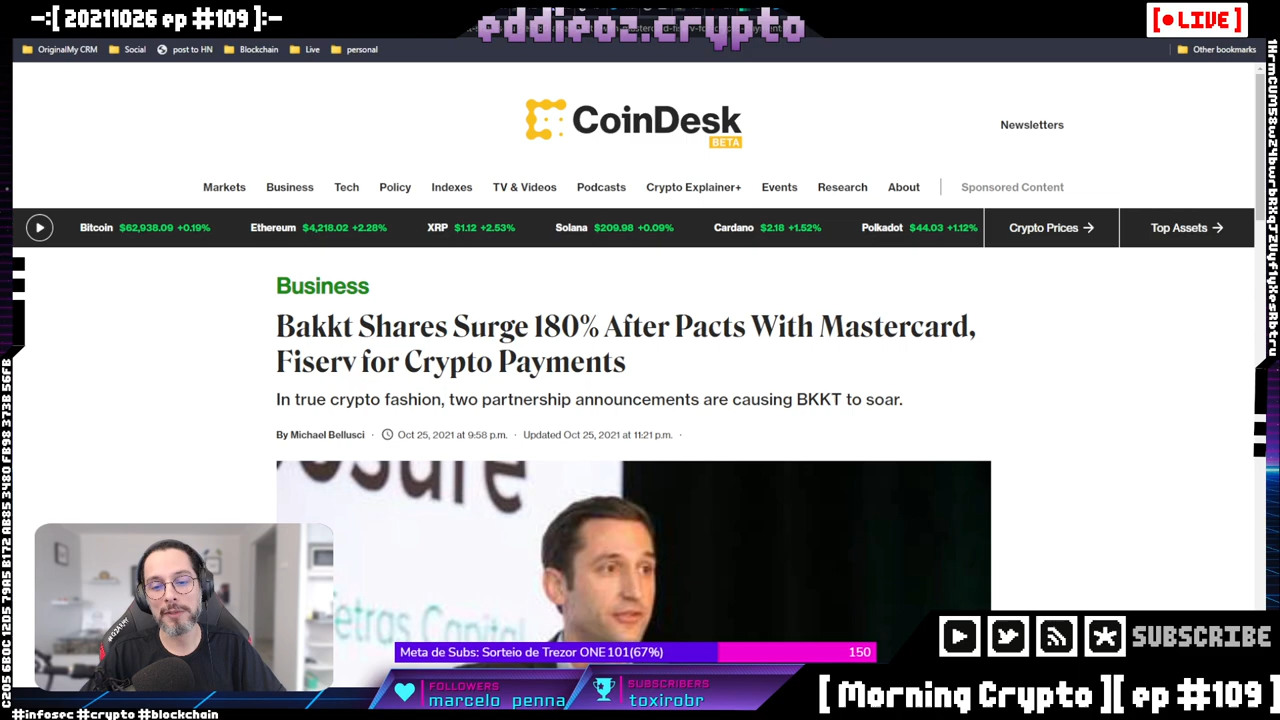 -:[ 20211026 ep #109 ]:-
eddieoz.crypto
[ LIVE ]
OriginalMy CRM
Social
post to HN
Blockchain
Live
personal
Other bookmarks
CoinDesk
BETA
Newsletters
Markets
Business
Tech
Policy
Indexes
TV & Videos
Podcasts
Crypto Explainer+
Events
Research
About
Sponsored Content
Bitcoin $62,938.09 +0.19%
Ethereum $4,218.02 +2.28%
XRP $1.12 +2.53%
Solana $209.98 +0.09%
Cardano $2.18 +1.52%
Polkadot $44.03 +1.12%
Crypto Prices →
Top Assets →
Business
Bakkt Shares Surge 180% After Pacts With Mastercard,
Fiserv for Crypto Payments
In true crypto fashion, two partnership announcements are causing BKKT to soar.
By Michael Bellusci · Oct 25, 2021 at 9:58 p.m. · Updated Oct 25, 2021 at 11:21 p.m. ·
etras Capital
Meta de Subs: Sorteio de Trezor ONE 101(67%)
150
FOLLOWERS
marcelo penna
SUBSCRIBERS
toxirobr
SUBSCRIBE
[ Morning Crypto ][ ep #109 ]
#infosec #crypto #blockchain